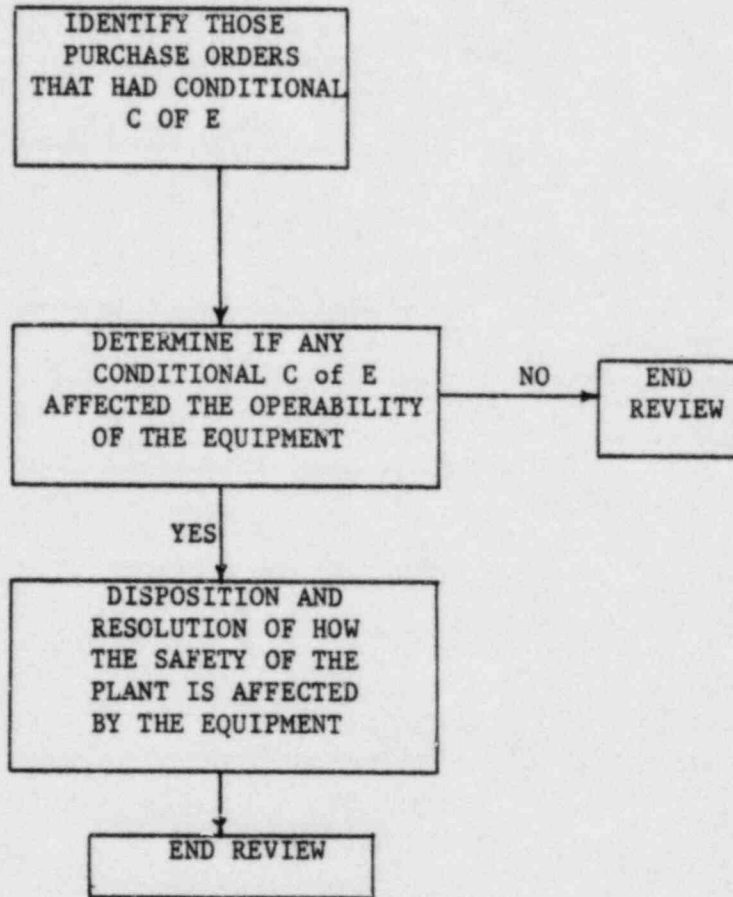 IDENTIFY THOSE
PURCHASE ORDERS
THAT HAD CONDITIONAL
C OF E
DETERMINE IF ANY
CONDITIONAL C of E
AFFECTED THE OPERABILITY
OF THE EQUIPMENT
NO
END
REVIEW
YES
DISPOSITION AND
RESOLUTION OF HOW
THE SAFETY OF THE
PLANT IS AFFECTED
BY THE EQUIPMENT
END REVIEW